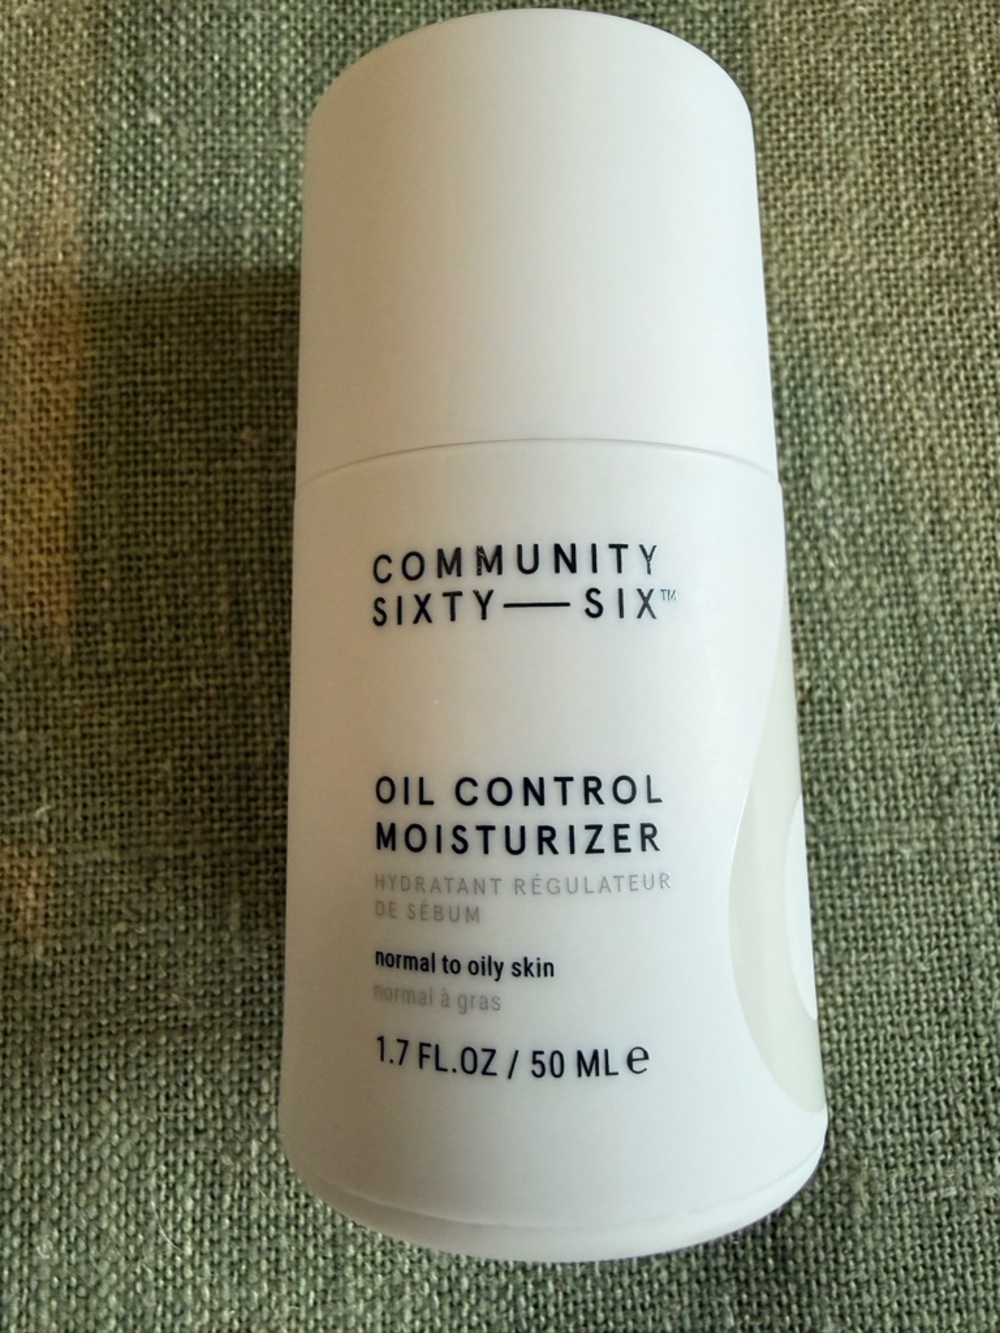 COMMUNITY
SIXTY — SIX™
OIL CONTROL
MOISTURIZER
HYDRATANT RÉGULATEUR
DE SÉBUM
normal to oily skin
normal à gras
1.7 FL.OZ / 50 ML ℮